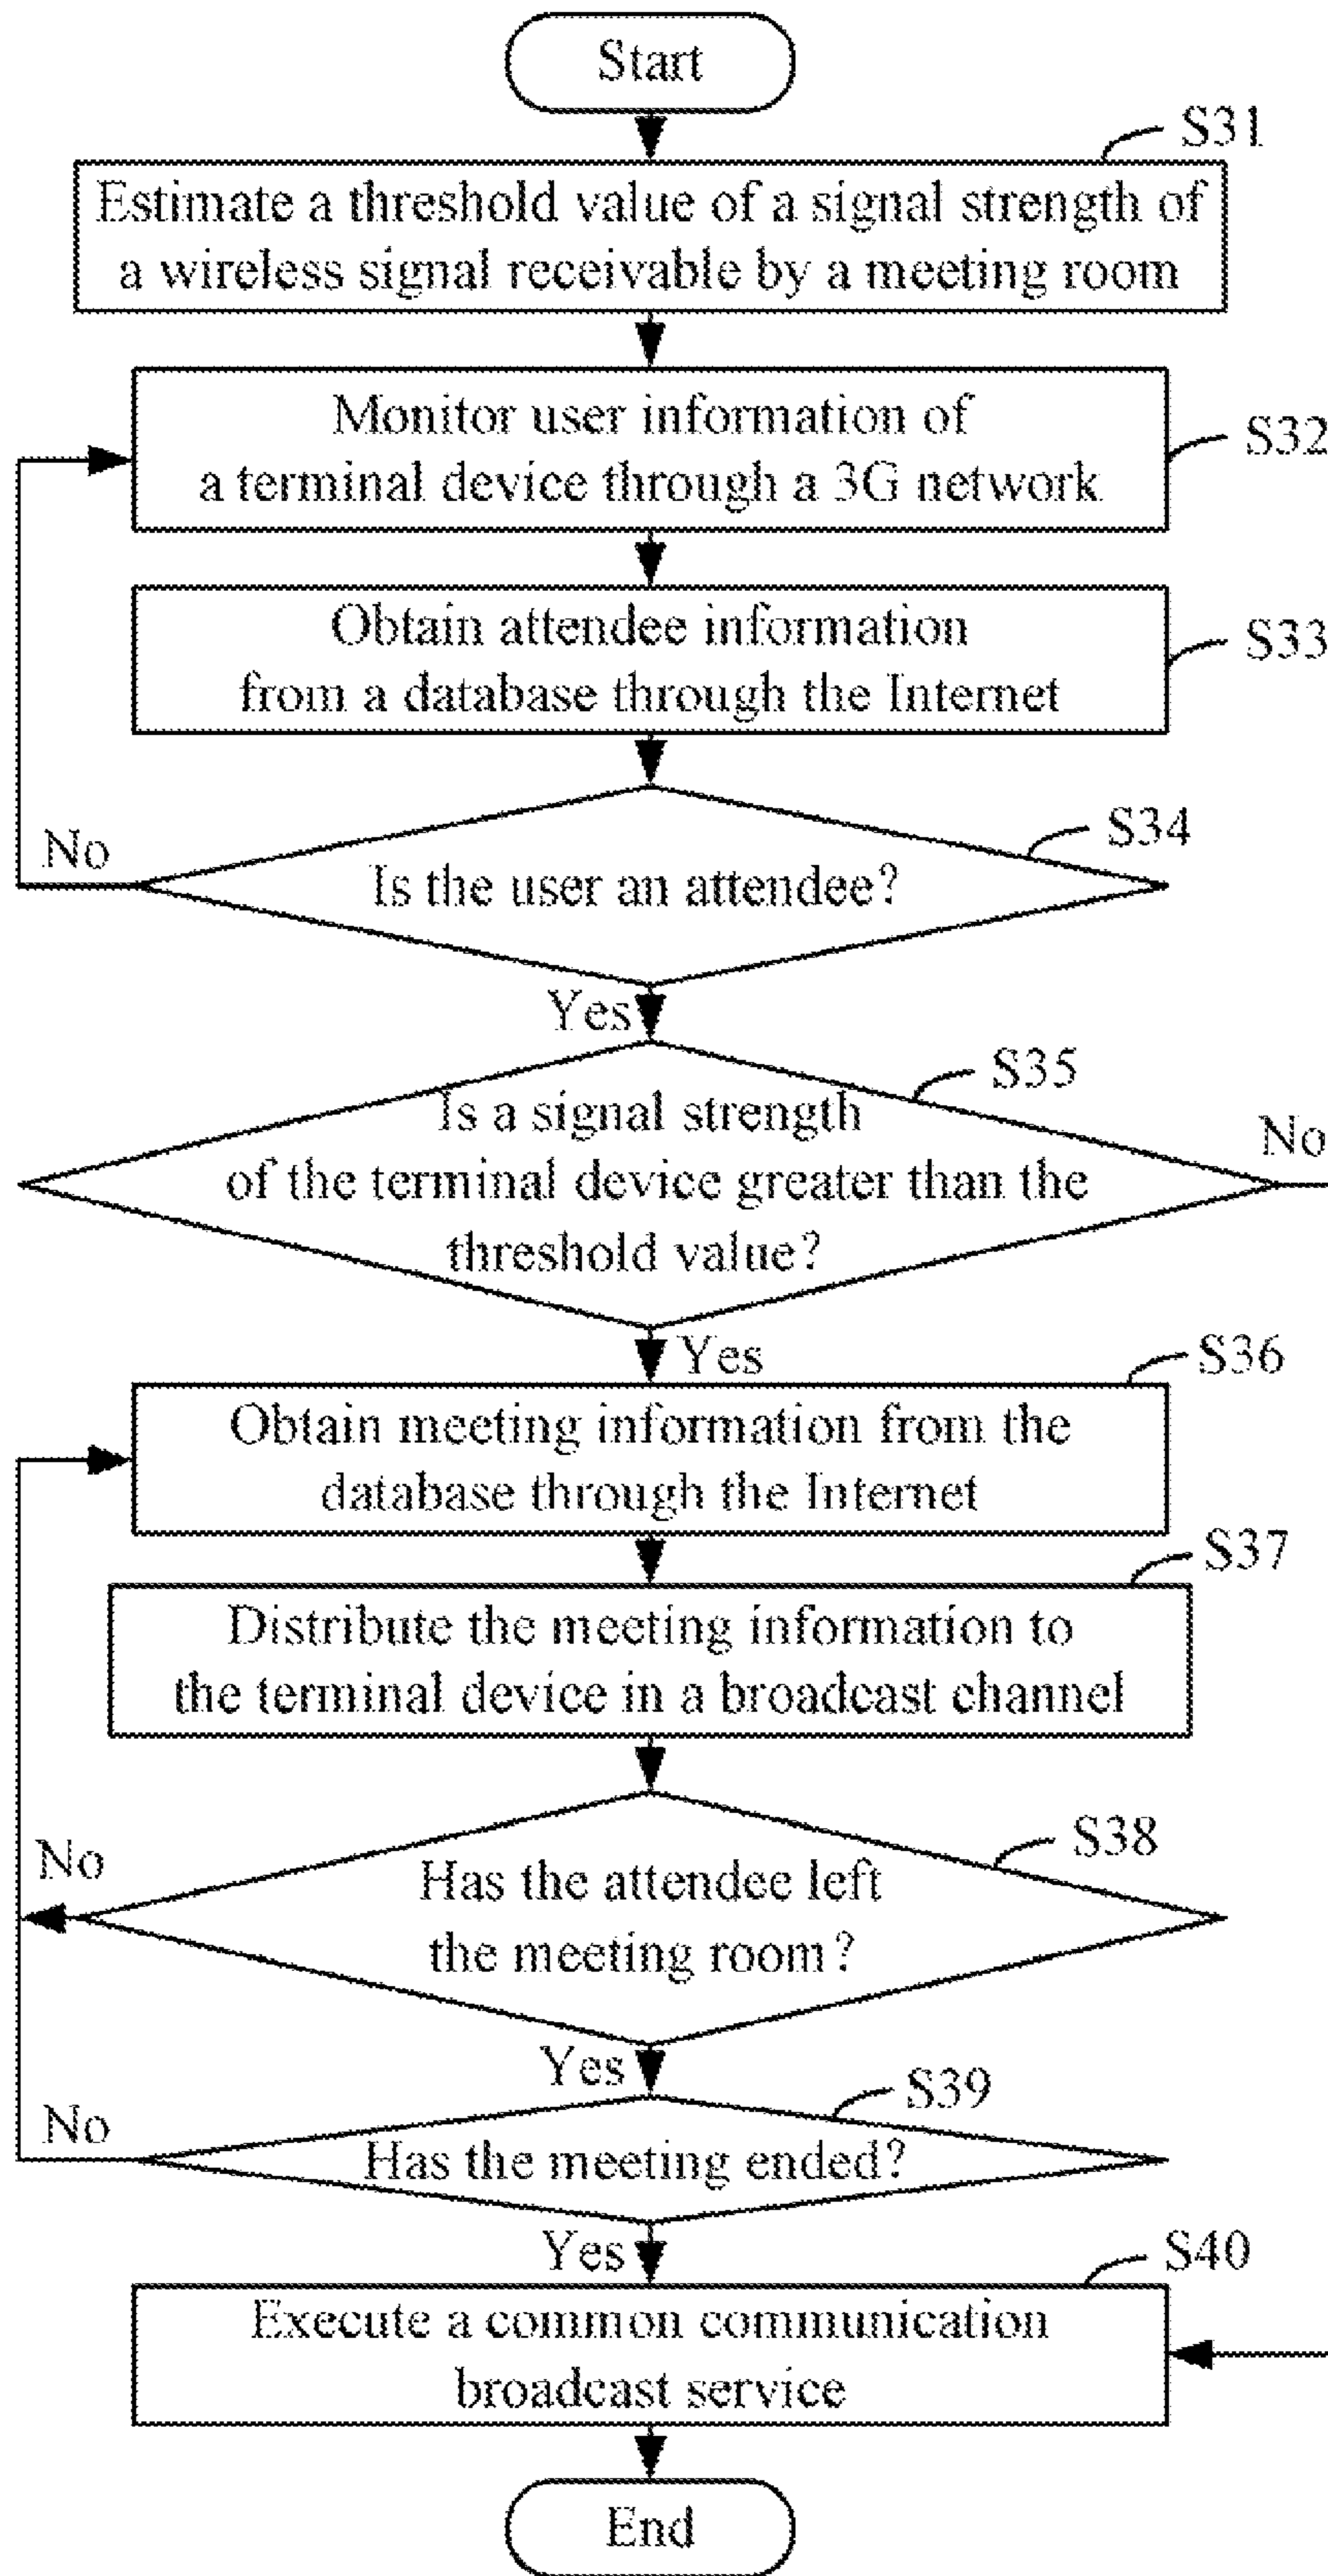 Start
S31
Estimate a threshold value of a signal strength of
a wireless signal receivable by a meeting room
Monitor user information of
a terminal device through a 3G network
S32
Obtain attendee information
from a database through the Internet
S33
S34
No
Is the user an attendee?
Yes
S35
Is a signal strength
of the terminal device greater than the
threshold value?
No
Yes
S36
Obtain meeting information from the
database through the Internet
S37
Distribute the meeting information to
the terminal device in a broadcast channel
S38
No
Has the attendee left
the meeting room?
Yes
S39
No
Has the meeting ended?
Yes
S40
Execute a common communication
broadcast service
End